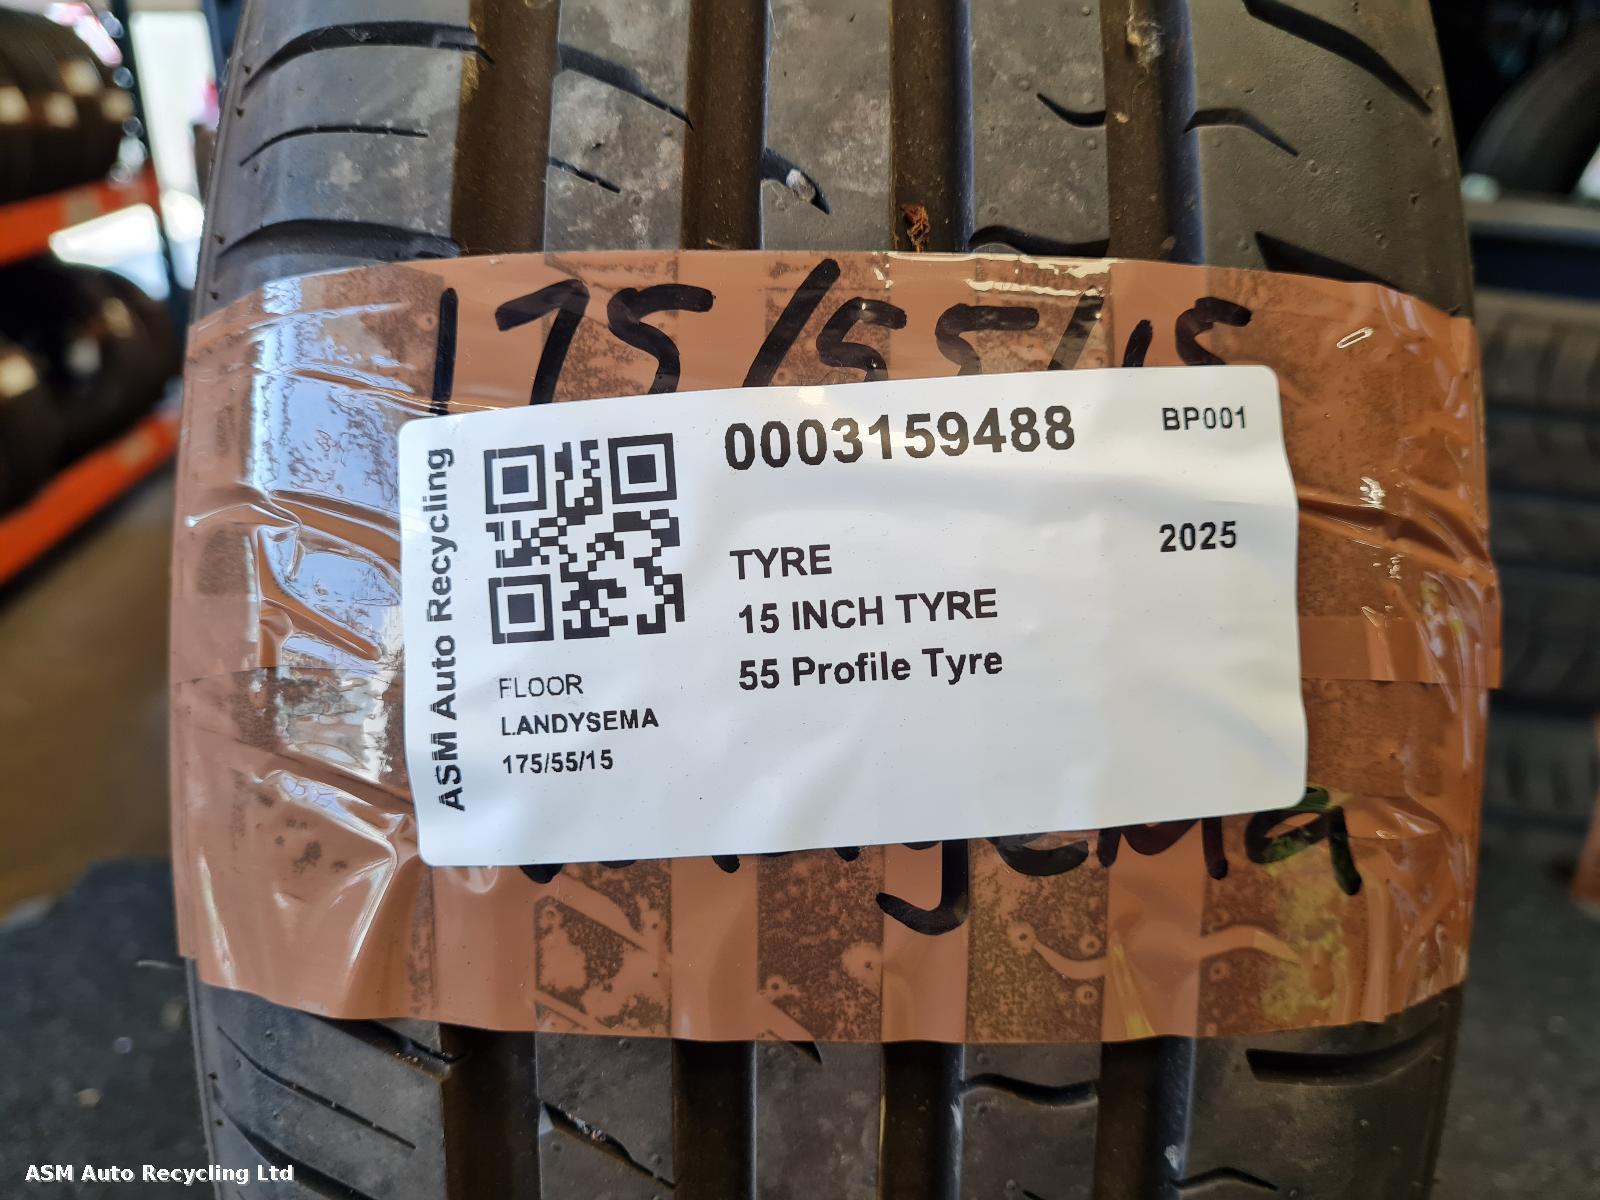 175/55/15
0003159488
BP001
2025
TYRE
15 INCH TYRE
55 Profile Tyre
ASM Auto Recycling
FLOOR
LANDYSEMA
175/55/15
ASM Auto Recycling Ltd